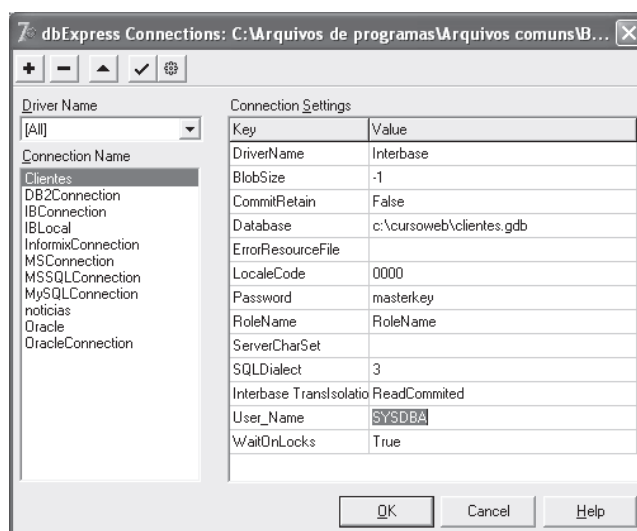 7 dbExpress Connections: C:\Arquivos de programas\Arquivos comuns\B...
Driver Name
[All]
Connection Name
Clientes
DB2Connection
IBConnection
IBLocal
InformixConnection
MSConnection
MSSQLConnection
MySQLConnection
noticias
Oracle
OracleConnection
Connection Settings
Key Value
DriverName Interbase
BlobSize -1
CommitRetain False
Database c:\cursoweb\clientes.gdb
ErrorResourceFile
LocaleCode 0000
Password masterkey
RoleName RoleName
ServerCharSet
SQLDialect 3
Interbase TransIsolatio ReadCommited
User_Name SYSDBA
WaitOnLocks True
OK Cancel Help